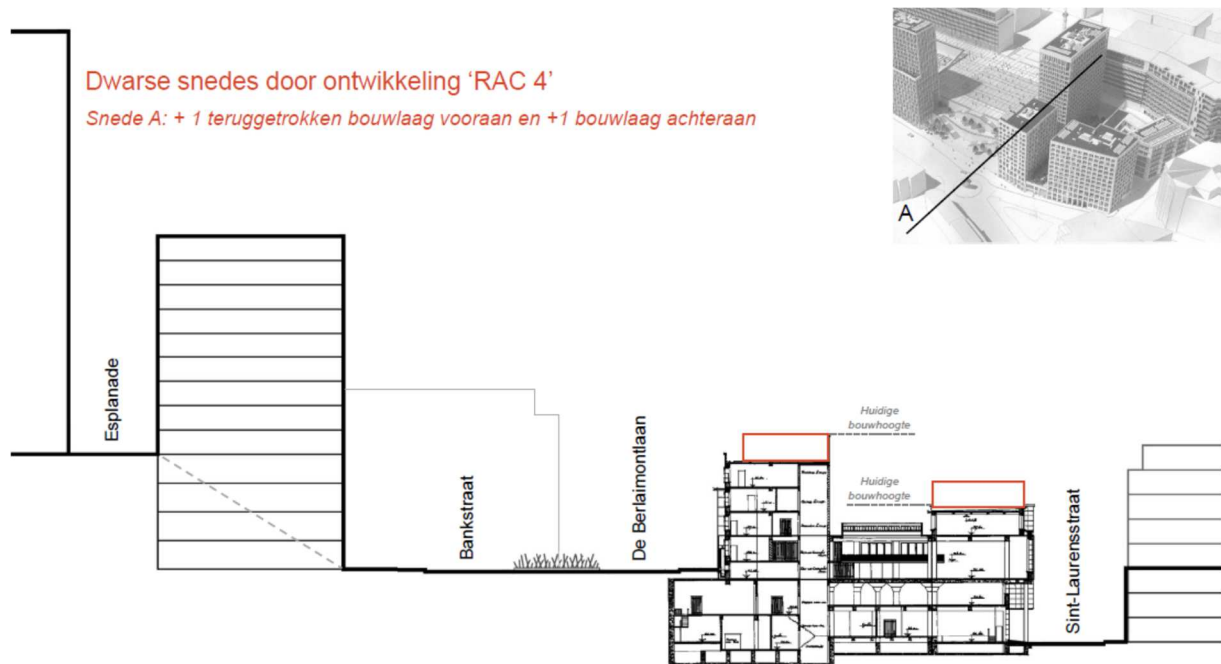 Dwarse snedes door ontwikkeling ‘RAC 4’
Snede A: + 1 teruggetrokken bouwlaag vooraan en +1 bouwlaag achteraan
A
Esplanade
Bankstraat
De Berlaimontlaan
Huidige
bouwhoogte
Huidige
bouwhoogte
Sint-Laurensstraat